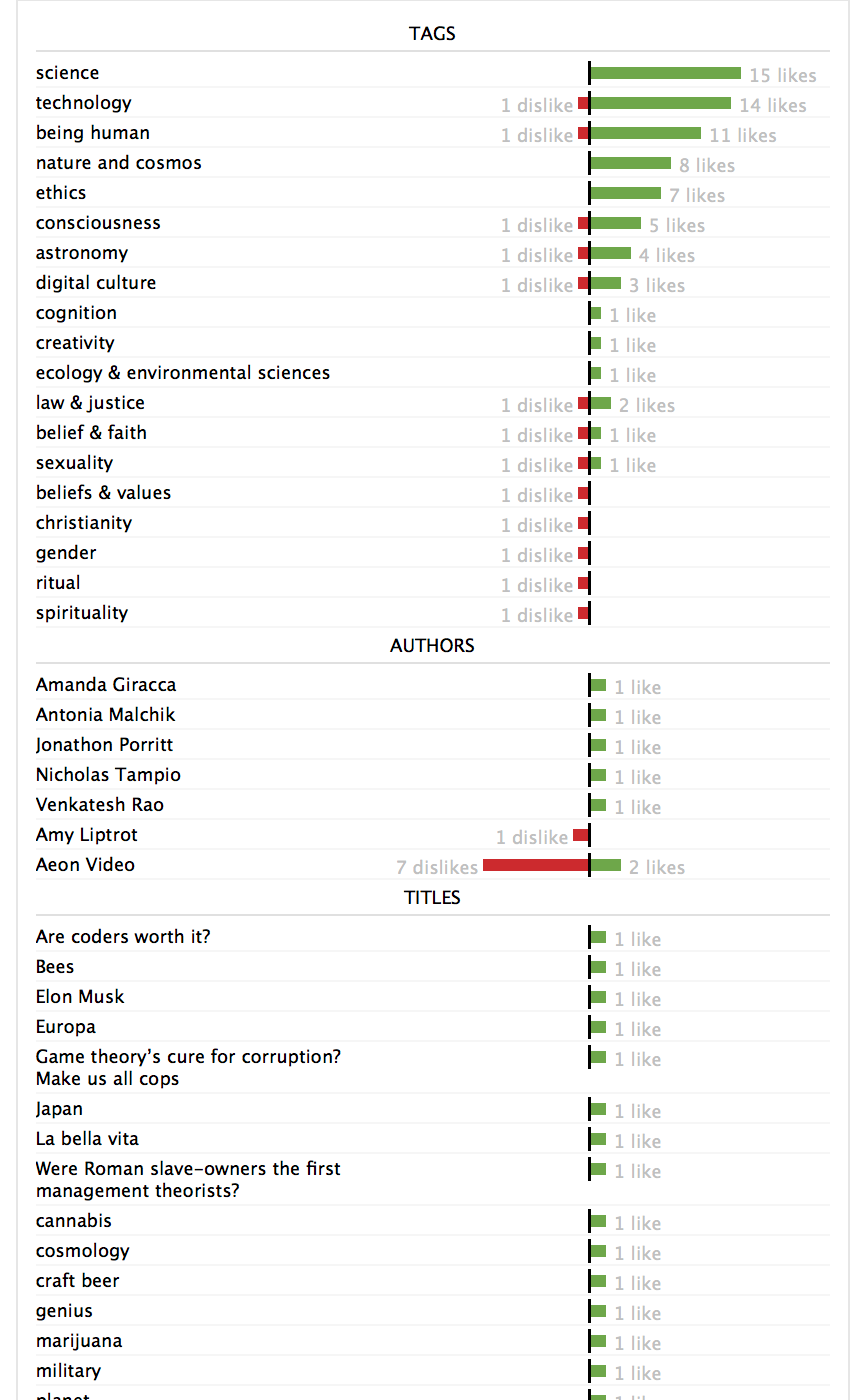 TAGS
science 15 likes
technology 1 dislike 14 likes
being human 1 dislike 11 likes
nature and cosmos 8 likes
ethics 7 likes
consciousness 1 dislike 5 likes
astronomy 1 dislike 4 likes
digital culture 1 dislike 3 likes
cognition 1 like
creativity 1 like
ecology & environmental sciences 1 like
law & justice 1 dislike 2 likes
belief & faith 1 dislike 1 like
sexuality 1 dislike 1 like
beliefs & values 1 dislike
christianity 1 dislike
gender 1 dislike
ritual 1 dislike
spirituality 1 dislike
AUTHORS
Amanda Giracca 1 like
Antonia Malchik 1 like
Jonathon Porritt 1 like
Nicholas Tampio 1 like
Venkatesh Rao 1 like
Amy Liptrot 1 dislike
Aeon Video 7 dislikes 2 likes
TITLES
Are coders worth it? 1 like
Bees 1 like
Elon Musk 1 like
Europa 1 like
Game theory’s cure for corruption? 1 like
Make us all cops
Japan 1 like
La bella vita 1 like
Were Roman slave-owners the first 1 like
management theorists?
cannabis 1 like
cosmology 1 like
craft beer 1 like
genius 1 like
marijuana 1 like
military 1 like
planet 1 like